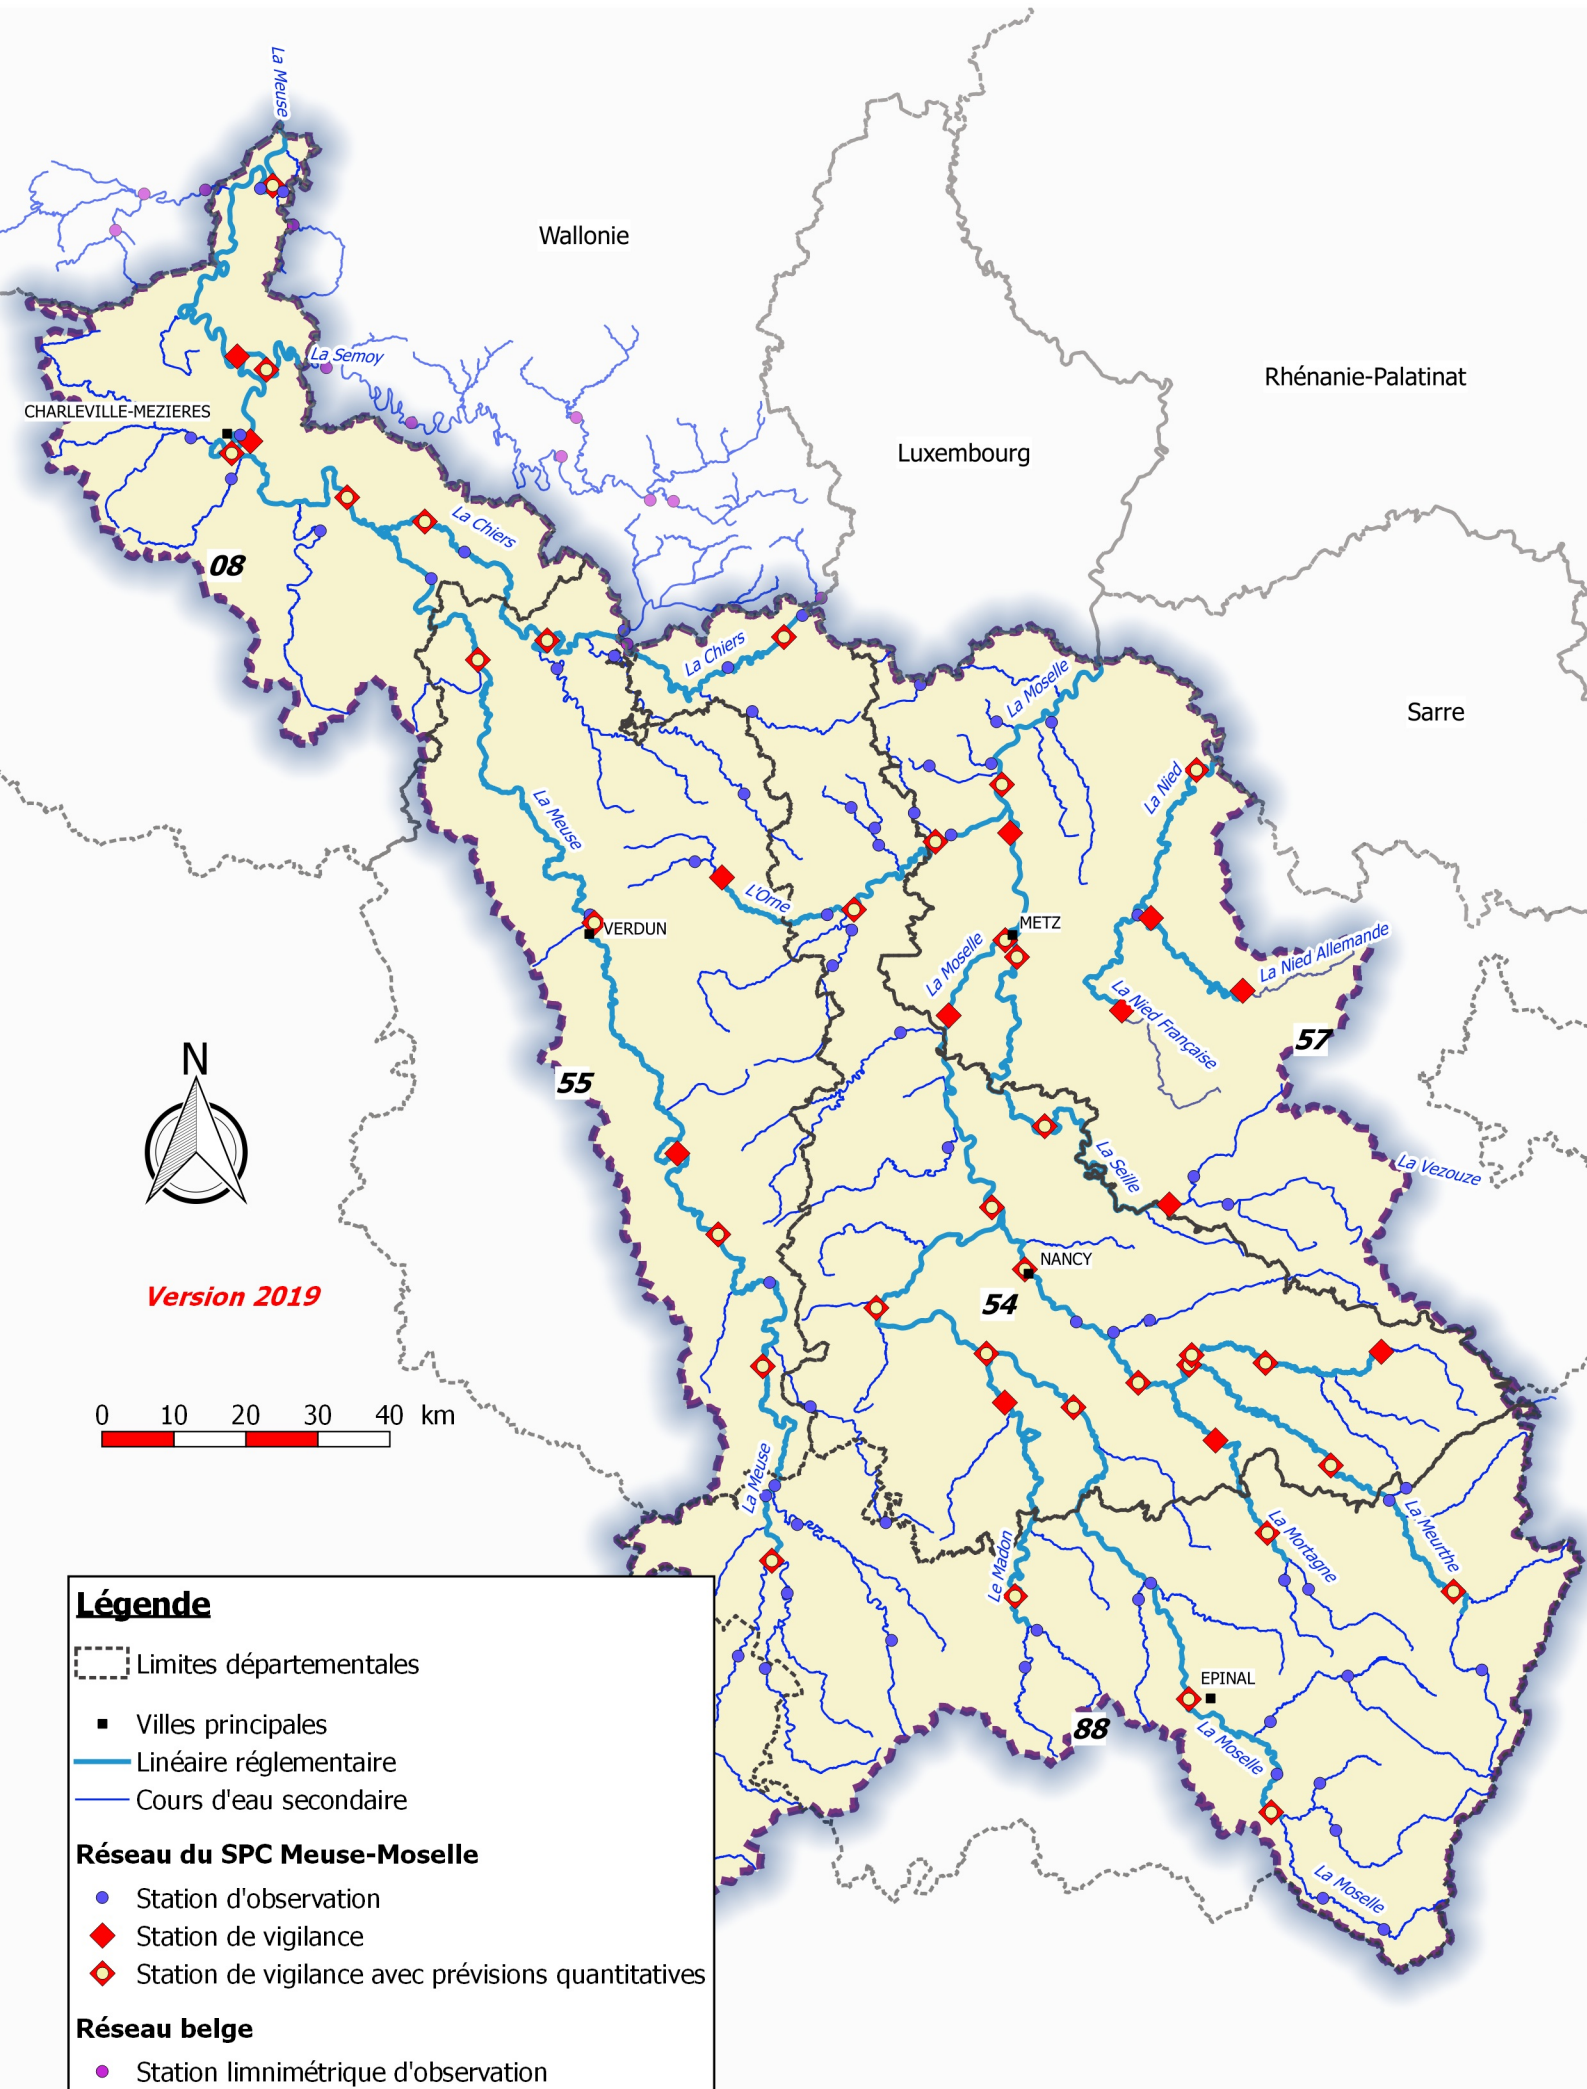 La Meuse
Wallonie
La Semoy
Rhénanie-Palatinat
CHARLEVILLE-MEZIERES
Luxembourg
La Chiers
08
La Chiers
La Moselle
Sarre
La Nied
La Meuse
L'Orne
VERDUN
METZ
La Moselle
La Nied Allemande
La Nied Française
57
N
55
La Seille
La Vezouze
Version 2019
NANCY
54
0 10 20 30 40 km
La Meuse
La Mortagne
La Meurthe
Le Madon
EPINAL
88
La Moselle
La Moselle
Légende
Limites départementales
Villes principales
Linéaire réglementaire
Cours d'eau secondaire
Réseau du SPC Meuse-Moselle
Station d'observation
Station de vigilance
Station de vigilance avec prévisions quantitatives
Réseau belge
Station limnimétrique d'observation